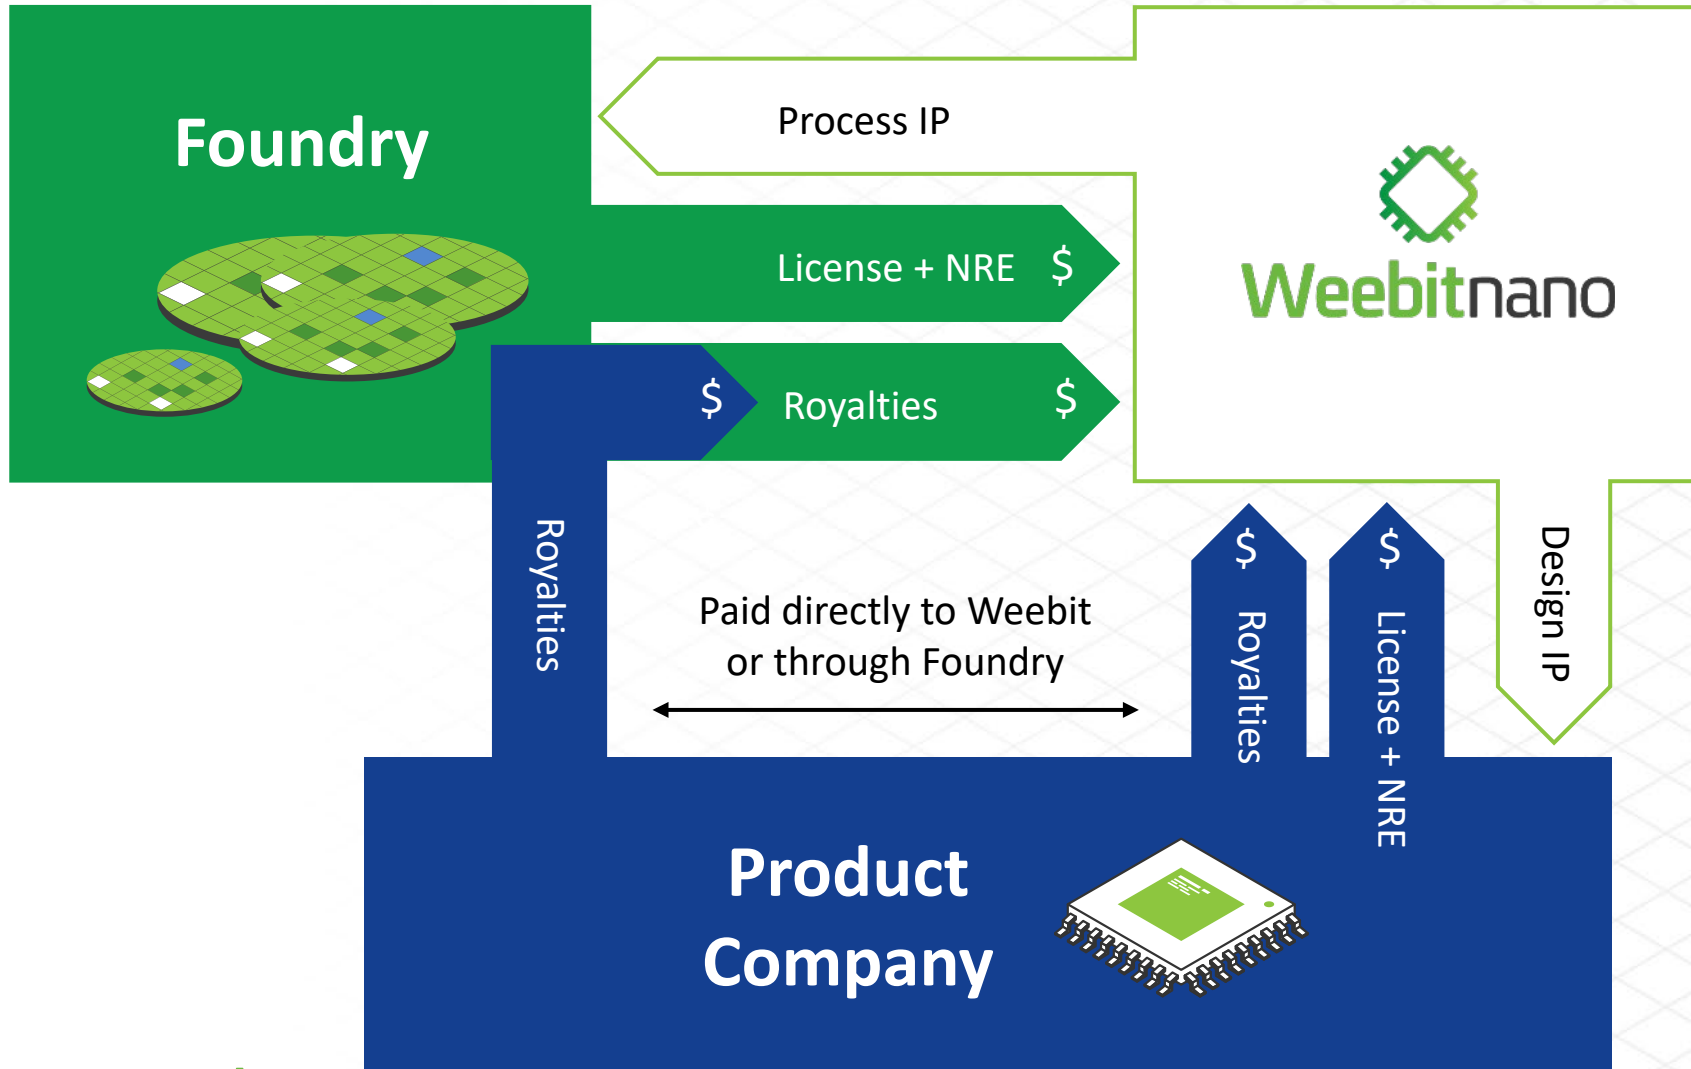 Foundry
Process IP
License + NRE $
$ Royalties $
Weebitnano
Royalties
Paid directly to Weebit
or through Foundry
$ Royalties
$ License + NRE
Design IP
Product
Company